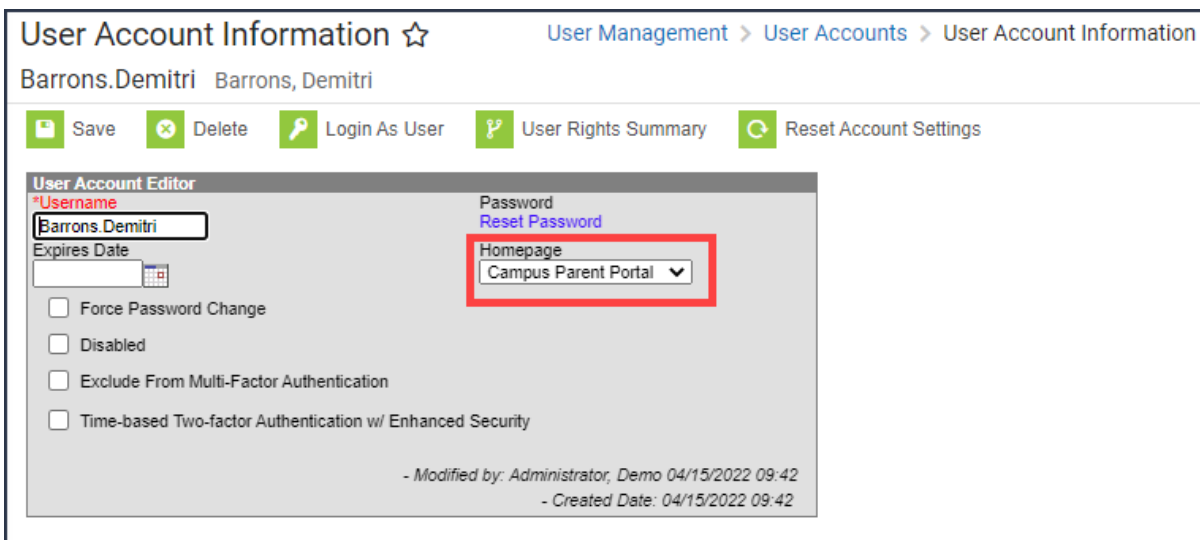 User Account Information
User Management > User Accounts > User Account Information
Barrons.Demitri Barrons, Demitri
Save Delete Login As User User Rights Summary Reset Account Settings
User Account Editor
*Username
Password
Barrons.Demitri
Reset Password
Expires Date
Homepage
Campus Parent Portal
Force Password Change
Disabled
Exclude From Multi-Factor Authentication
Time-based Two-factor Authentication w/ Enhanced Security
- Modified by: Administrator, Demo 04/15/2022 09:42
- Created Date: 04/15/2022 09:42